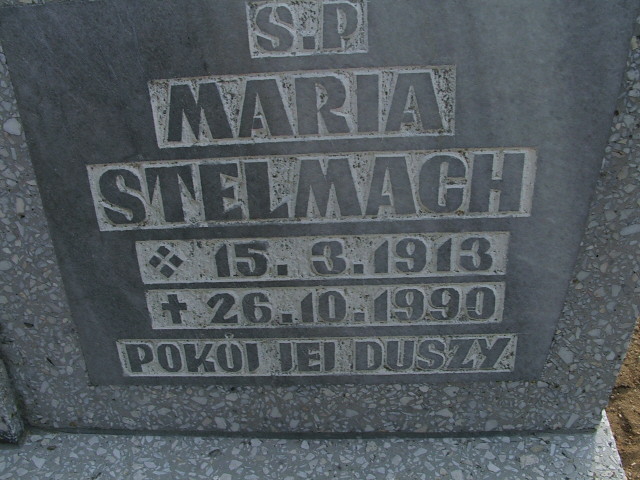 S.P
MARIA
STELMACH
15.3.1913
✝ 26.10.1990
POKÓJ JEJ DUSZY